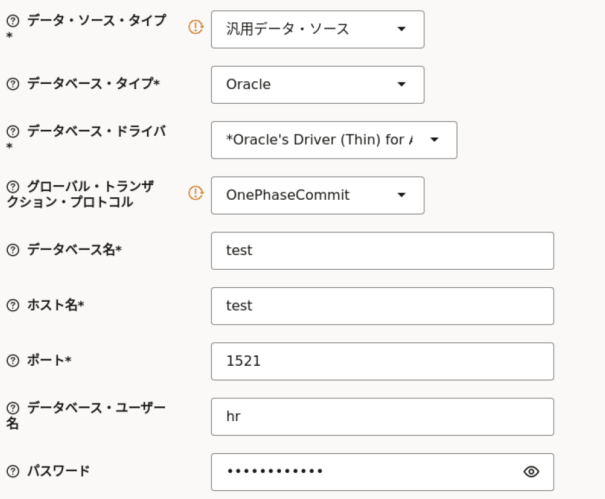 データ・ソース・タイプ
*
汎用データ・ソース
データベース・タイプ*
Oracle
データベース・ドライバ
*
*Oracle's Driver (Thin) for
グローバル・トランザ
クション・プロトコル
OnePhaseCommit
データベース名*
test
ホスト名*
test
ポート*
1521
データベース・ユーザー
名
hr
パスワード
••••••••••••